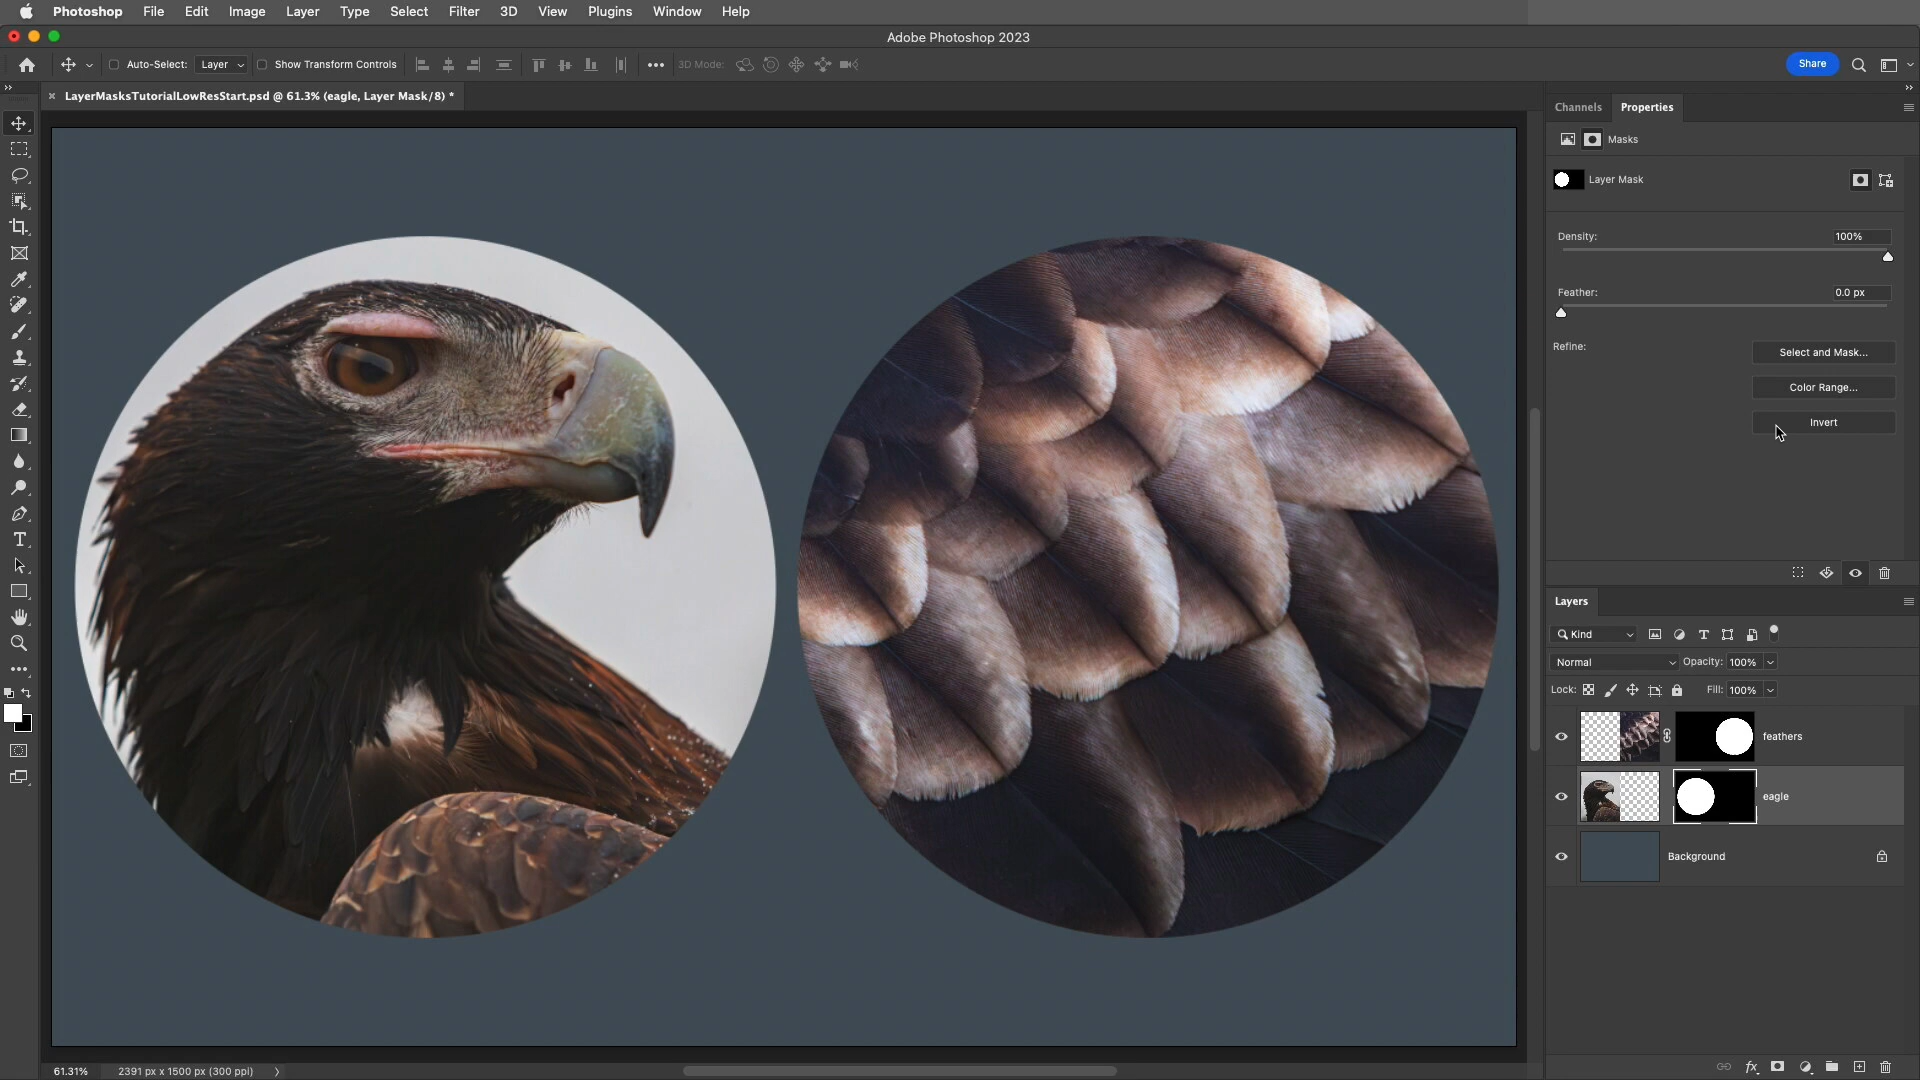 Photoshop File Edit Image Layer Type Select Filter 3D View Plugins Window Help
Adobe Photoshop 2023
Auto-Select: Layer Show Transform Controls 3D Mode: Share
LayerMasksTutorialLowResStart.psd @ 61.3% (eagle, Layer Mask/8) *
Channels Properties
Masks
Layer Mask
Density: 100%
Feather: 0.0 px
Refine: Select and Mask...
Color Range...
Invert
Layers
Kind
Normal Opacity: 100%
Lock: Fill: 100%
feathers
eagle
Background
61.31% 2391 px x 1500 px (300 ppi)